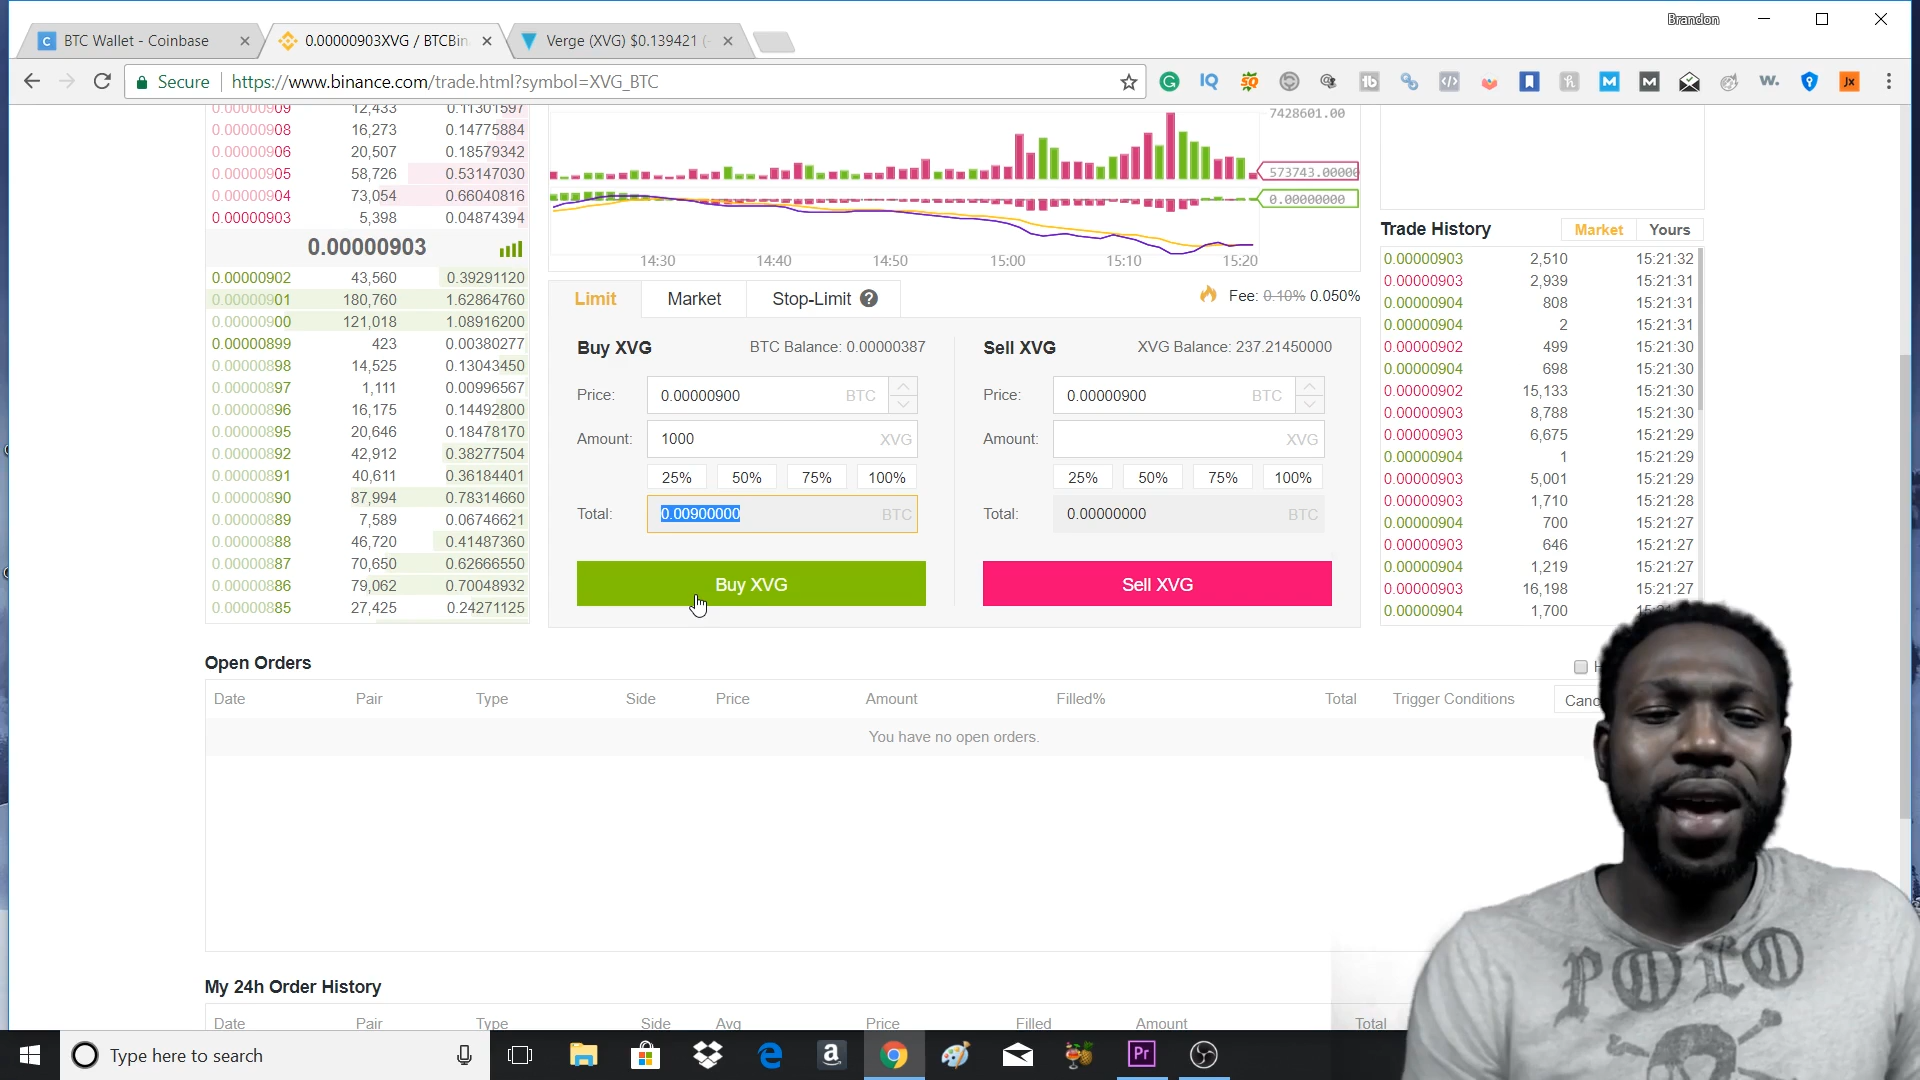 Brandon
BTC Wallet - Coinbase
0.00000903XVG / BTCBin
Verge (XVG) $0.139421 (
Secure
https://www.binance.com/trade.html?symbol=XVG_BTC
0.00000909 12,433 0.11301597
0.00000908 16,273 0.14775884
0.00000906 20,507 0.18579342
0.00000905 58,726 0.53147030
0.00000904 73,054 0.66040816
0.00000903 5,398 0.04874394
0.00000903
0.00000902 43,560 0.39291120
0.00000901 180,760 1.62864760
0.00000900 121,018 1.08916200
0.00000899 423 0.00380277
0.00000898 14,525 0.13043450
0.00000897 1,111 0.00996567
0.00000896 16,175 0.14492800
0.00000895 20,646 0.18478170
0.00000892 42,912 0.38277504
0.00000891 40,611 0.36184401
0.00000890 87,994 0.78314660
0.00000889 7,589 0.06746621
0.00000888 46,720 0.41487360
0.00000887 70,650 0.62666550
0.00000886 79,062 0.70048932
0.00000885 27,425 0.24271125
7428601.00
573743.00000
0.00000000
14:30 14:40 14:50 15:00 15:10 15:20
Limit Market Stop-Limit ?
Fee: 0.10% 0.050%
Buy XVG BTC Balance: 0.00000387
Price: 0.00000900 BTC
Amount: 1000 XVG
25% 50% 75% 100%
Total: 0.00900000 BTC
Buy XVG
Sell XVG XVG Balance: 237.21450000
Price: 0.00000900 BTC
Amount: XVG
25% 50% 75% 100%
Total: 0.00000000 BTC
Sell XVG
Trade History Market Yours
0.00000903 2,510 15:21:32
0.00000903 2,939 15:21:31
0.00000904 808 15:21:31
0.00000904 2 15:21:31
0.00000902 499 15:21:30
0.00000904 698 15:21:30
0.00000902 15,133 15:21:30
0.00000903 8,788 15:21:30
0.00000903 6,675 15:21:29
0.00000904 1 15:21:29
0.00000903 5,001 15:21:29
0.00000903 1,710 15:21:28
0.00000904 700 15:21:27
0.00000903 646 15:21:27
0.00000904 1,219 15:21:27
0.00000903 16,198 15:21:27
0.00000904 1,700
Open Orders
Date Pair Type Side Price Amount Filled% Total Trigger Conditions Canc
You have no open orders.
My 24h Order History
Date Pair Type Side Avg Price Filled Amount Total
Type here to search
POLO